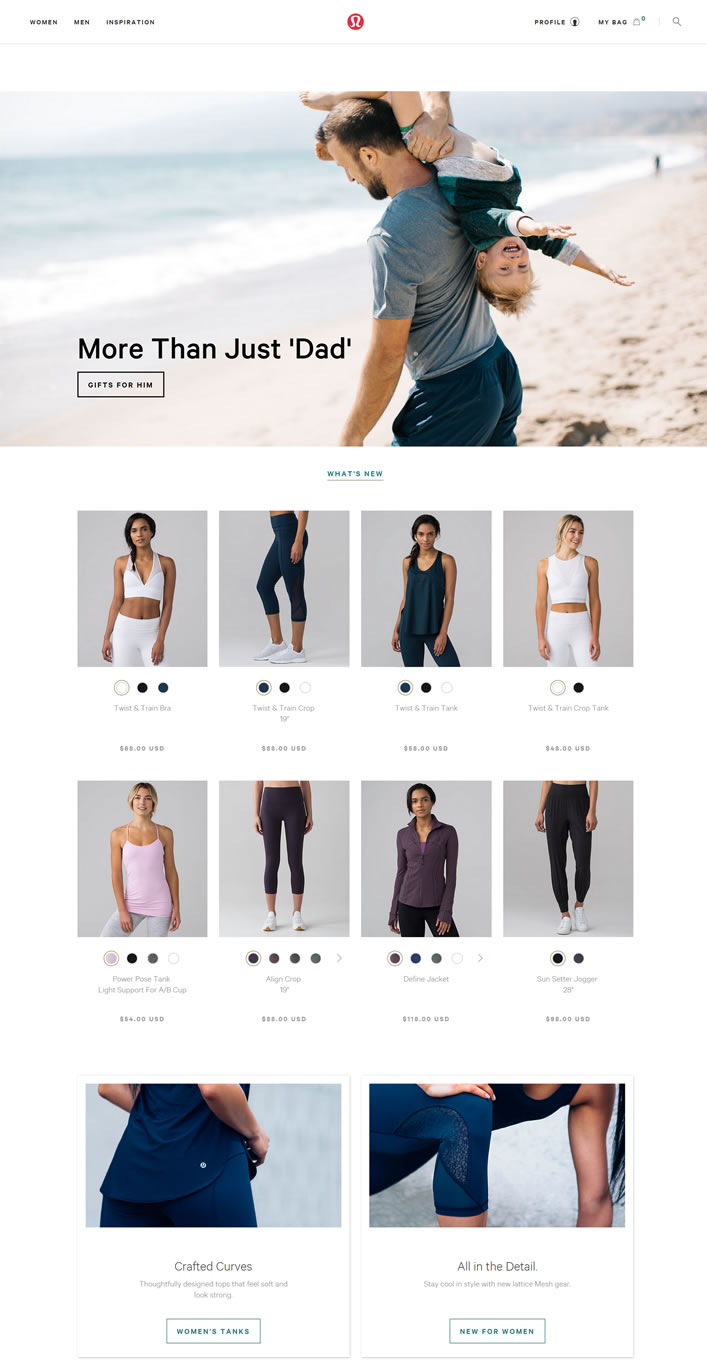 WOMEN MEN INSPIRATION PROFILE MY BAG 0
More Than Just 'Dad'
GIFTS FOR HIM
WHAT'S NEW
Twist & Train Bra
$68.00 USD
Twist & Train Crop
19"
$88.00 USD
Twist & Train Tank
$58.00 USD
Twist & Train Crop Tank
$48.00 USD
Power Pose Tank
Light Support For A/B Cup
$54.00 USD
Align Crop
19"
$88.00 USD
Define Jacket
$118.00 USD
Sun Setter Jogger
28"
$98.00 USD
Crafted Curves
Thoughtfully designed tops that feel soft and
look strong.
WOMEN'S TANKS
All in the Detail.
Stay cool in style with new lattice Mesh gear.
NEW FOR WOMEN